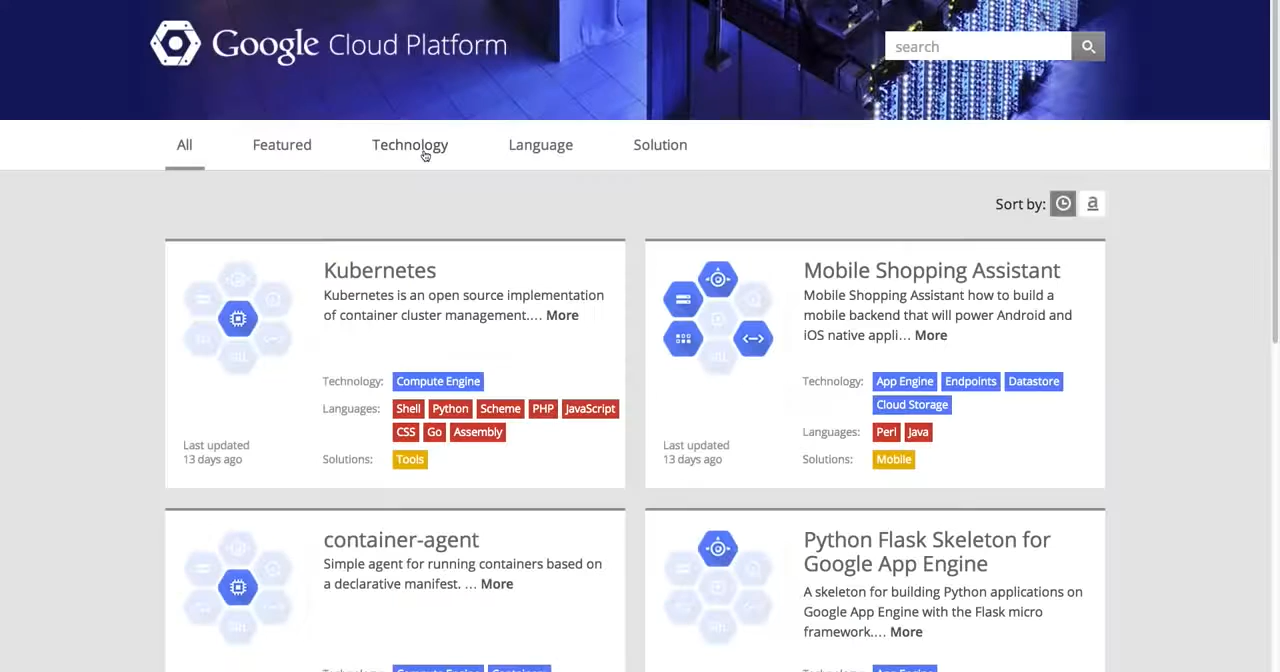 Google Cloud Platform
search
All Featured Technology Language Solution
Sort by: a
Kubernetes
Kubernetes is an open source implementation
of container cluster management.... More
Technology: Compute Engine
Languages: Shell Python Scheme PHP JavaScript
CSS Go Assembly
Solutions: Tools
Last updated
13 days ago
Mobile Shopping Assistant
Mobile Shopping Assistant how to build a
mobile backend that will power Android and
iOS native appli... More
Technology: App Engine Endpoints Datastore
Cloud Storage
Languages: Perl Java
Solutions: Mobile
Last updated
13 days ago
container-agent
Simple agent for running containers based on
a declarative manifest. ... More
Python Flask Skeleton for
Google App Engine
A skeleton for building Python applications on
Google App Engine with the Flask micro
framework.... More